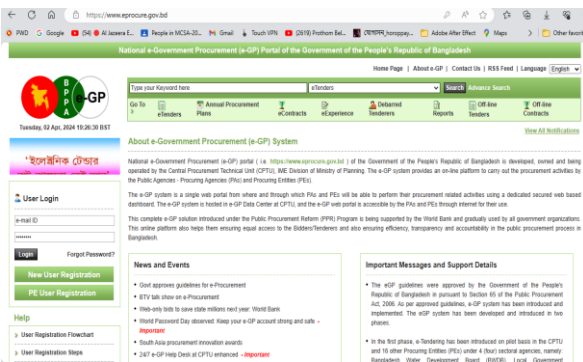 https://www.eprocure.gov.bd
PWD
Google
(54) Al Jazeera E...
People in MCSA-20...
Gmail
Touch VPN
(2619) Prothom Bel...
Adobe After Effect
Maps
Other favorit
National e-Government Procurement (e-GP) Portal of the Government of the People's Republic of Bangladesh
Home Page | About e-GP | Contact Us | RSS Feed | Language English
B
P
P
A
e-GP
Type your Keyword here
eTenders
Search
Advance Search
Go To
eTenders
Annual Procurement Plans
eContracts
eExperience
Debarred Tenderers
Reports
Off-line Tenders
Off-line Contracts
Tuesday, 02 Apr, 2024 19:26:30 BST
View All Notifications
'ইলেক্ট্রনিক টেন্ডার
User Login
e-mail ID
Login
Forgot Password?
New User Registration
PE User Registration
Help
User Registration Flowchart
User Registration Steps
About e-Government Procurement (e-GP) System
National e-Government Procurement (e-GP) portal ( i.e. https://www.eprocure.gov.bd ) of the Government of the People's Republic of Bangladesh is developed, owned and being
operated by the Central Procurement Technical Unit (CPTU), IME Division of Ministry of Planning. The e-GP system provides an on-line platform to carry out the procurement activities by
the Public Agencies - Procuring Agencies (PAs) and Procuring Entities (PEs).
The e-GP system is a single web portal from where and through which PAs and PEs will be able to perform their procurement related activities using a dedicated secured web based
dashboard. The e-GP system is hosted in e-GP Data Center at CPTU, and the e-GP web portal is accessible by the PAs and PEs through internet for their use.
This complete e-GP solution introduced under the Public Procurement Reform (PPR) Program is being supported by the World Bank and gradually used by all government organizations.
This online platform also helps them ensuring equal access to the Bidders/Tenderers and also ensuring efficiency, transparency and accountability in the public procurement process in
Bangladesh.
News and Events
Govt approves guidelines for e-Procurement
BTV talk show on e-Procurement
Web-only bids to save state millions next year: World Bank
World Password Day observed: Keep your e-GP account strong and safe -
Important
South Asia procurement innovation awards
24/7 e-GP Help Desk at CPTU enhanced - Important
Important Messages and Support Details
The eGP guidelines were approved by the Government of the People's
Republic of Bangladesh in pursuant to Section 65 of the Public Procurement
Act, 2006. As per approved guidelines, e-GP system has been introduced and
implemented. The eGP system has been developed and introduced in two
phases.
In the first phase, e-Tendering has been introduced on pilot basis in the CPTU
and 16 other Procuring Entities (PEs) under 4 (four) sectoral agencies, namely:
Bangladesh Water Development Board (BWDB), Local Government